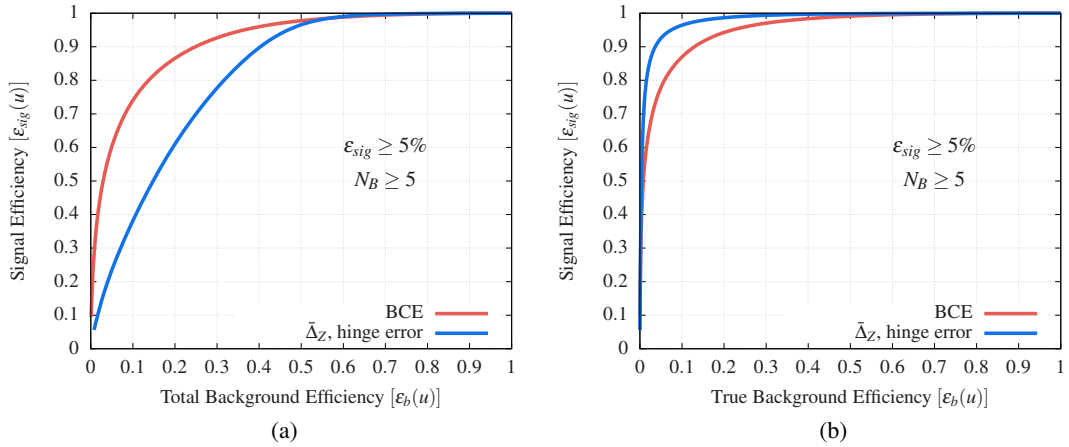 1
0.9
0.8
0.7
0.6
0.5
0.4
0.3
0.2
0.1
0
0 0.1 0.2 0.3 0.4 0.5 0.6 0.7 0.8 0.9 1
Signal Efficiency [ε_sig(u)]
Total Background Efficiency [ε_b(u)]
ε_sig ≥ 5%
N_B ≥ 5
BCE
Δ̄_Z, hinge error
(a)
1
0.9
0.8
0.7
0.6
0.5
0.4
0.3
0.2
0.1
0
0 0.1 0.2 0.3 0.4 0.5 0.6 0.7 0.8 0.9 1
Signal Efficiency [ε_sig(u)]
True Background Efficiency [ε_b(u)]
ε_sig ≥ 5%
N_B ≥ 5
BCE
Δ̄_Z, hinge error
(b)